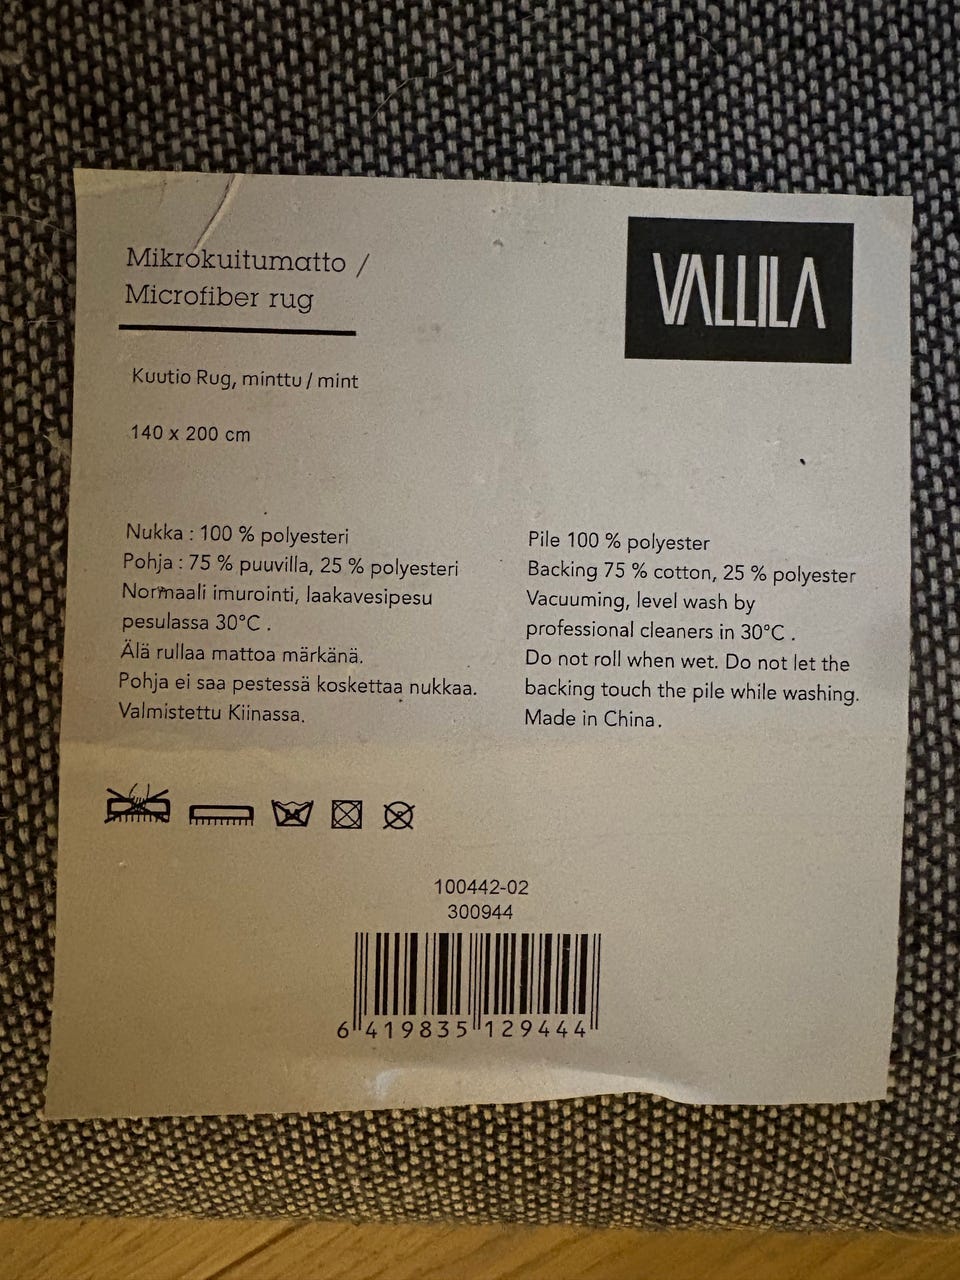 Mikrokuitumatto /
Microfiber rug
VALLILA
Kuutio Rug, minttu / mint
140 x 200 cm
Nukka : 100 % polyesteri
Pohja : 75 % puuvilla, 25 % polyesteri
Normaali imurointi, laakavesipesu
pesulassa 30°C .
Älä rullaa mattoa märkänä.
Pohja ei saa pestessä koskettaa nukkaa.
Valmistettu Kiinassa.
Pile 100 % polyester
Backing 75 % cotton, 25 % polyester
Vacuuming, level wash by
professional cleaners in 30°C .
Do not roll when wet. Do not let the
backing touch the pile while washing.
Made in China.
100442-02
300944
6 419835 129444